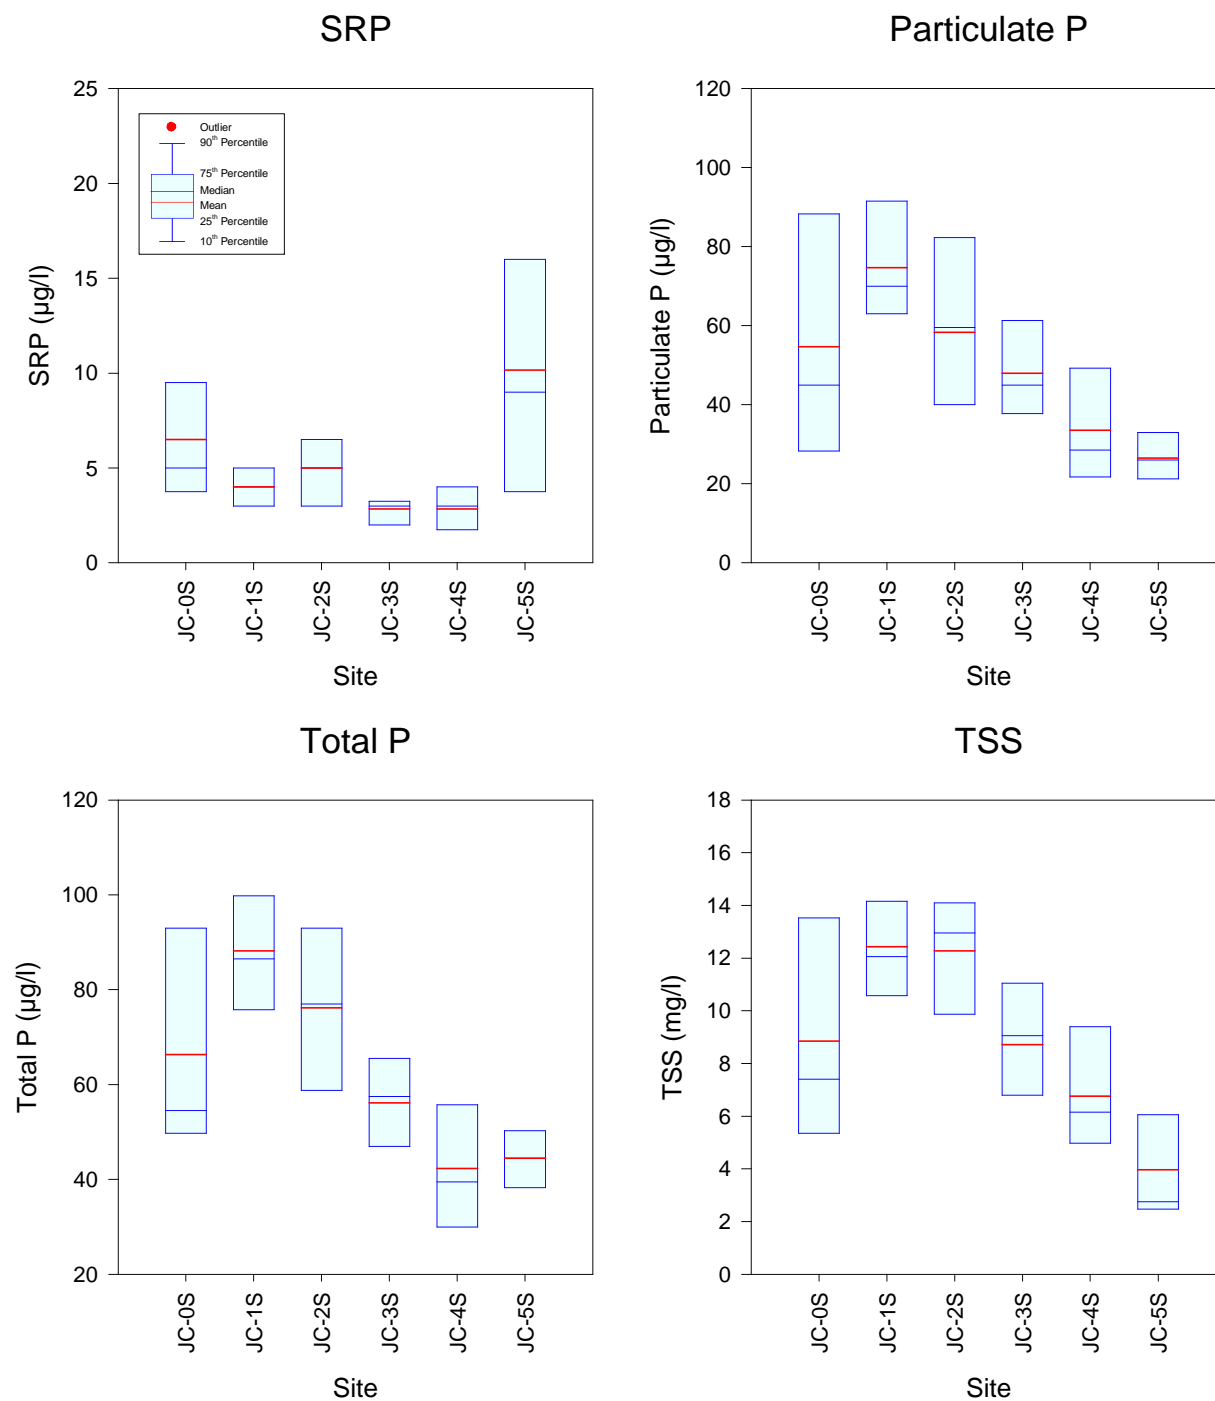 SRP
25
20
15
10
5
0
SRP (µg/l)
Outlier
90th Percentile
75th Percentile
Median
Mean
25th Percentile
10th Percentile
JC-0S
JC-1S
JC-2S
JC-3S
JC-4S
JC-5S
Site
Particulate P
120
100
80
60
40
20
0
Particulate P (µg/l)
JC-0S
JC-1S
JC-2S
JC-3S
JC-4S
JC-5S
Site
Total P
120
100
80
60
40
20
Total P (µg/l)
JC-0S
JC-1S
JC-2S
JC-3S
JC-4S
JC-5S
Site
TSS
18
16
14
12
10
8
6
4
2
0
TSS (mg/l)
JC-0S
JC-1S
JC-2S
JC-3S
JC-4S
JC-5S
Site